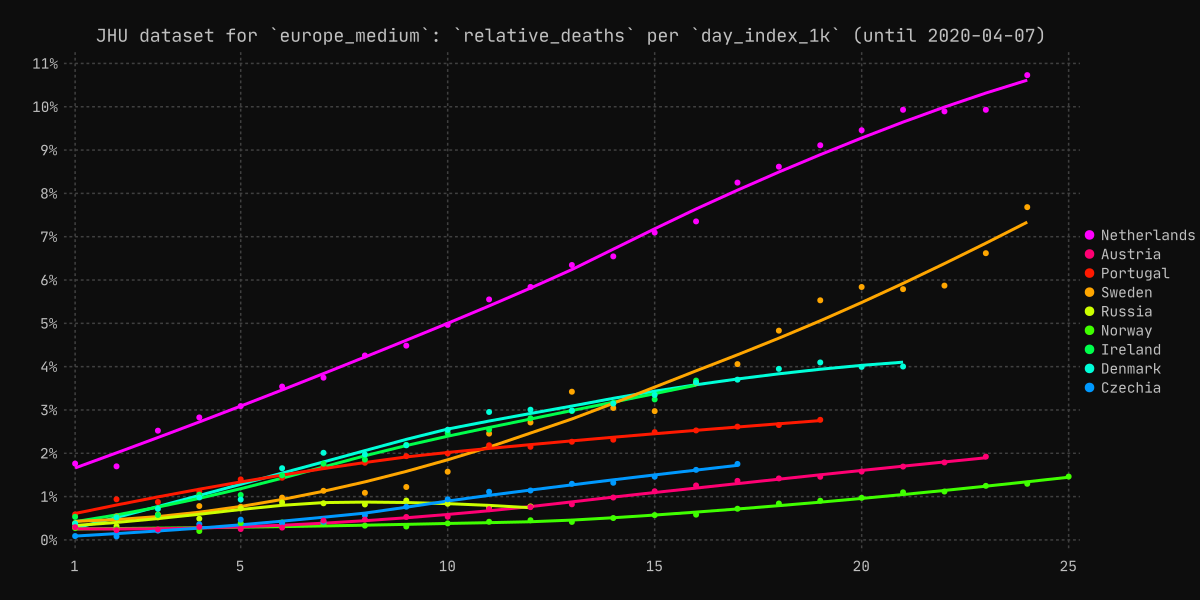 JHU dataset for `europe_medium`: `relative_deaths` per `day_index_1k` (until 2020-04-07)
11%
10%
9%
8%
7%
6%
5%
4%
3%
2%
1%
0%
1 5 10 15 20 25
Netherlands
Austria
Portugal
Sweden
Russia
Norway
Ireland
Denmark
Czechia